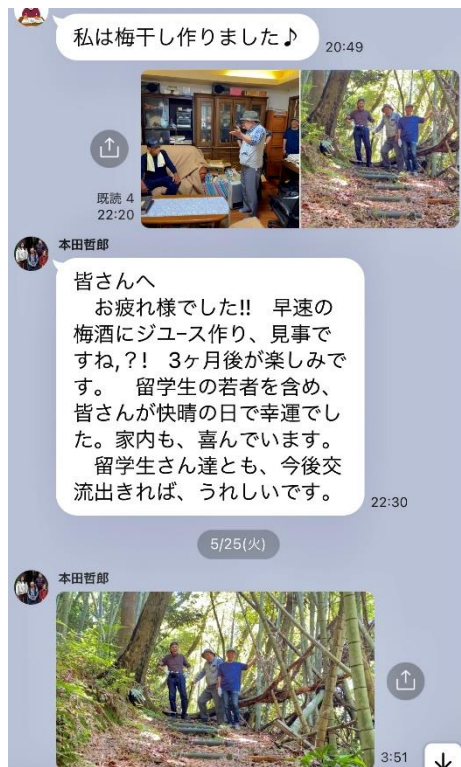 私は梅干し作りました♪
20:49
既読 4
22:20
本田哲郎
皆さんへ
　お疲れ様でした!!　早速の
梅酒にジユｰス作り、見事で
すね,？!　3ヶ月後が楽しみで
す。　留学生の若者を含め、
皆さんが快晴の日で幸運でし
た。家内も、喜んでいます。
　留学生さん達とも、今後交
流出きれば、うれしいです。
22:30
5/25(火)
本田哲郎
3:51